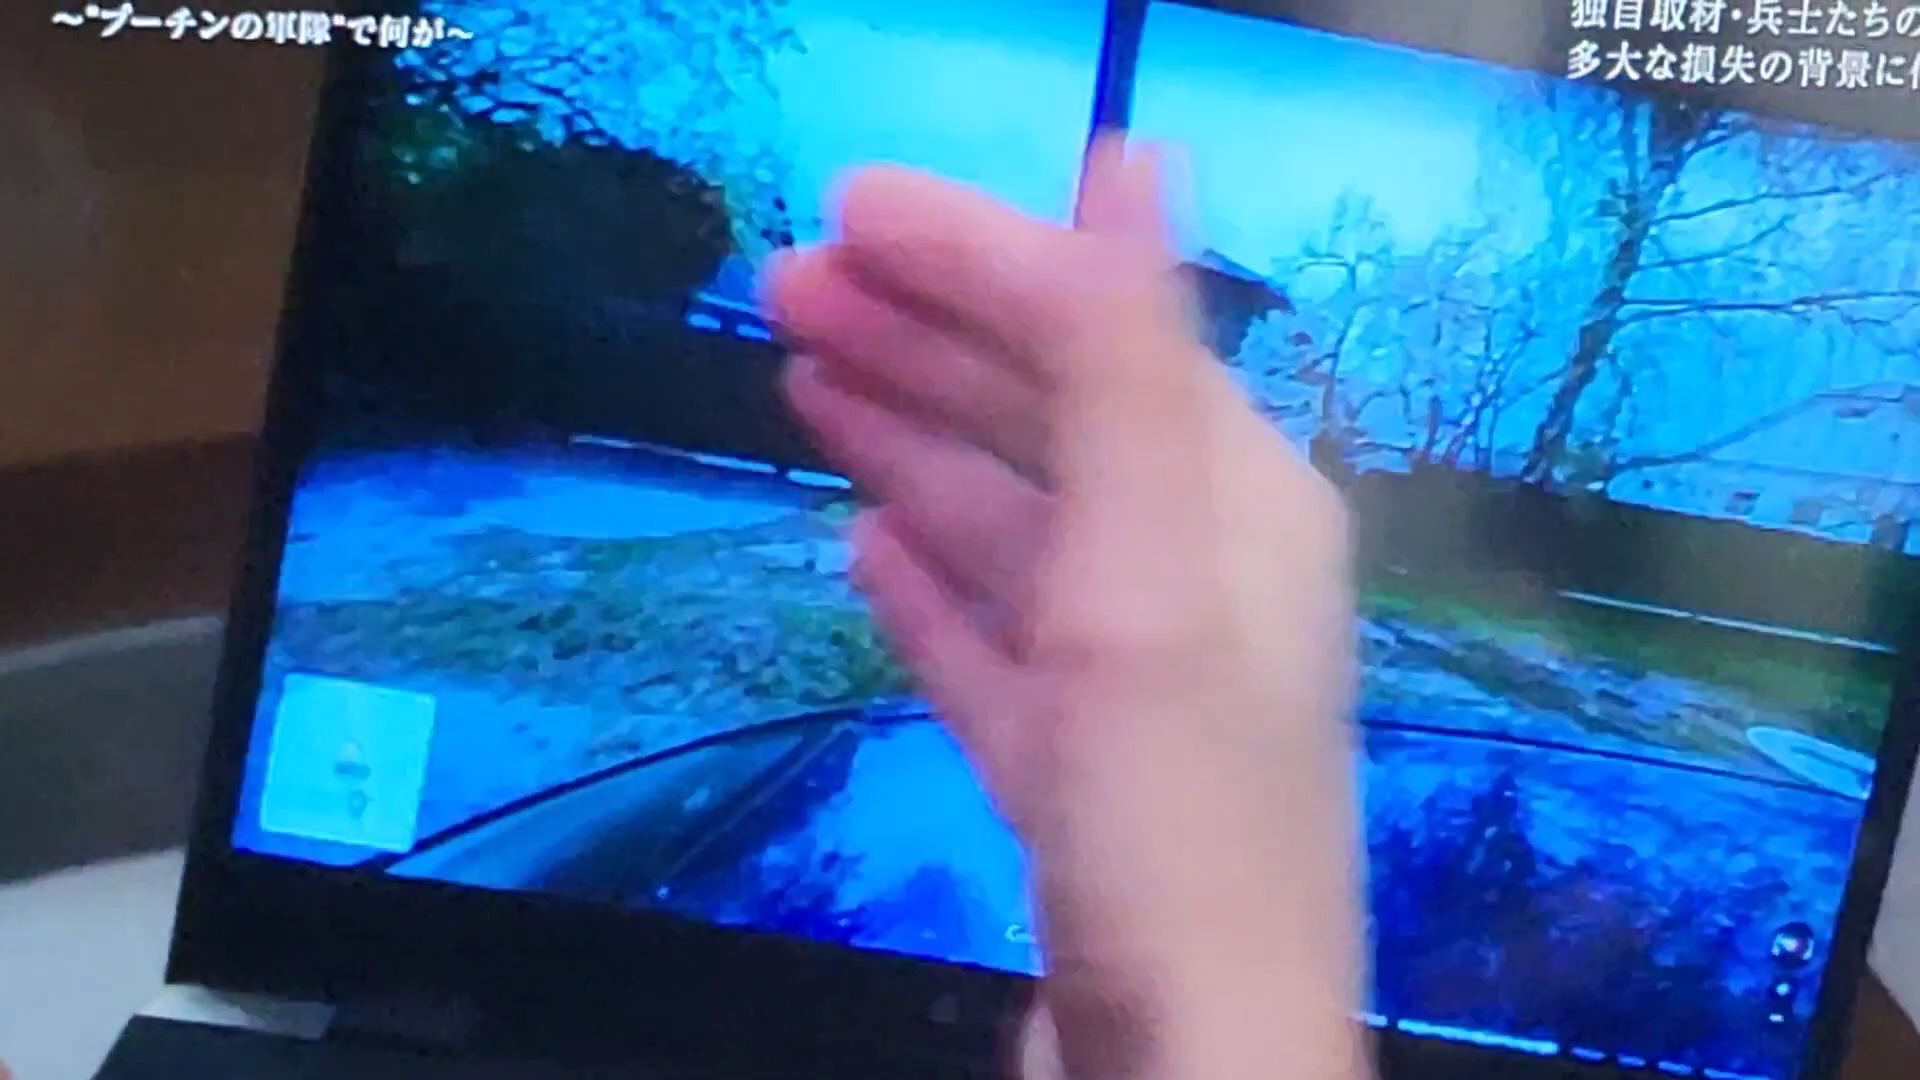 ～"プーチンの軍隊"で何が～
独自取材･兵士たちの
多大な損失の背景に